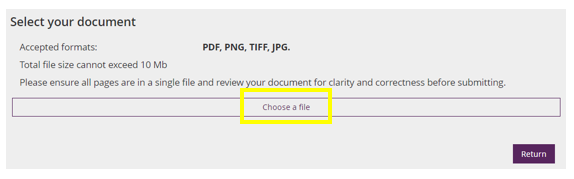 Select your document
Accepted formats: PDF, PNG, TIFF, JPG.
Total file size cannot exceed 10 Mb
Please ensure all pages are in a single file and review your document for clarity and correctness before submitting.
Choose a file
Return